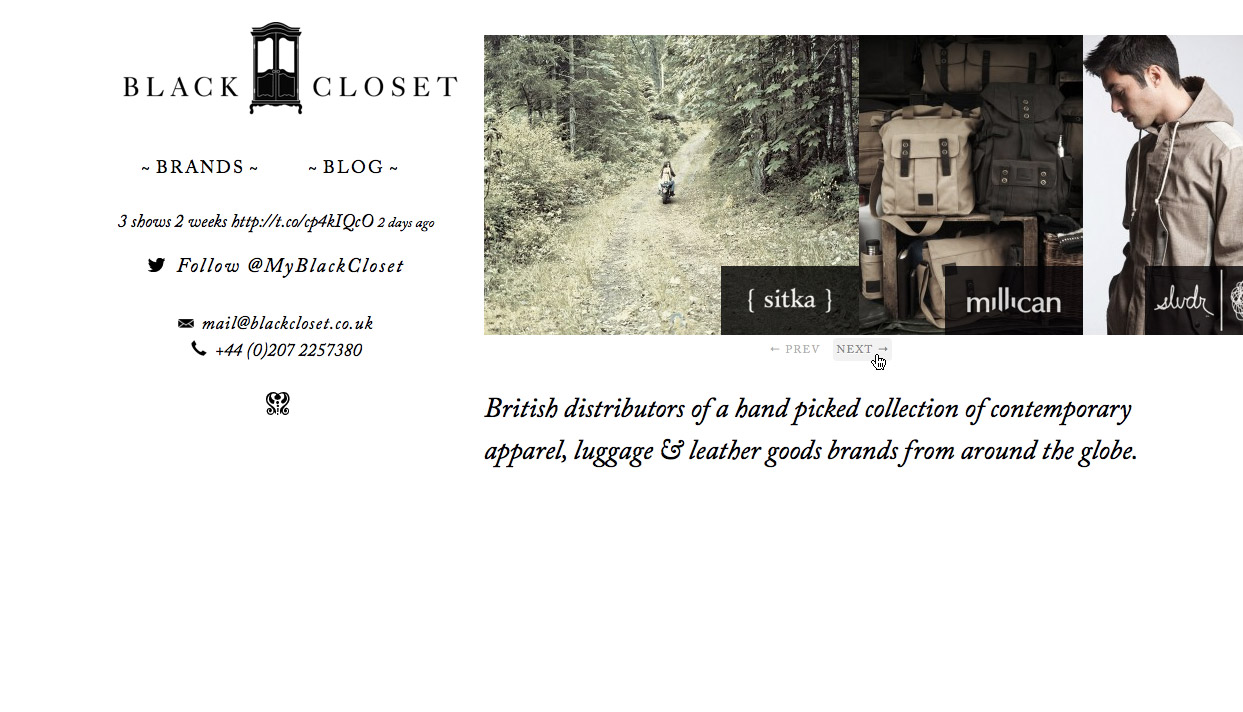 BLACK CLOSET
~ BRANDS ~ ~ BLOG ~
3 shows 2 weeks http://t.co/cp4kIQcO 2 days ago
Follow @MyBlackCloset
mail@blackcloset.co.uk
+44 (0)207 2257380
{ sitka }
millican
slvdr
← PREV NEXT →
British distributors of a hand picked collection of contemporary
apparel, luggage & leather goods brands from around the globe.